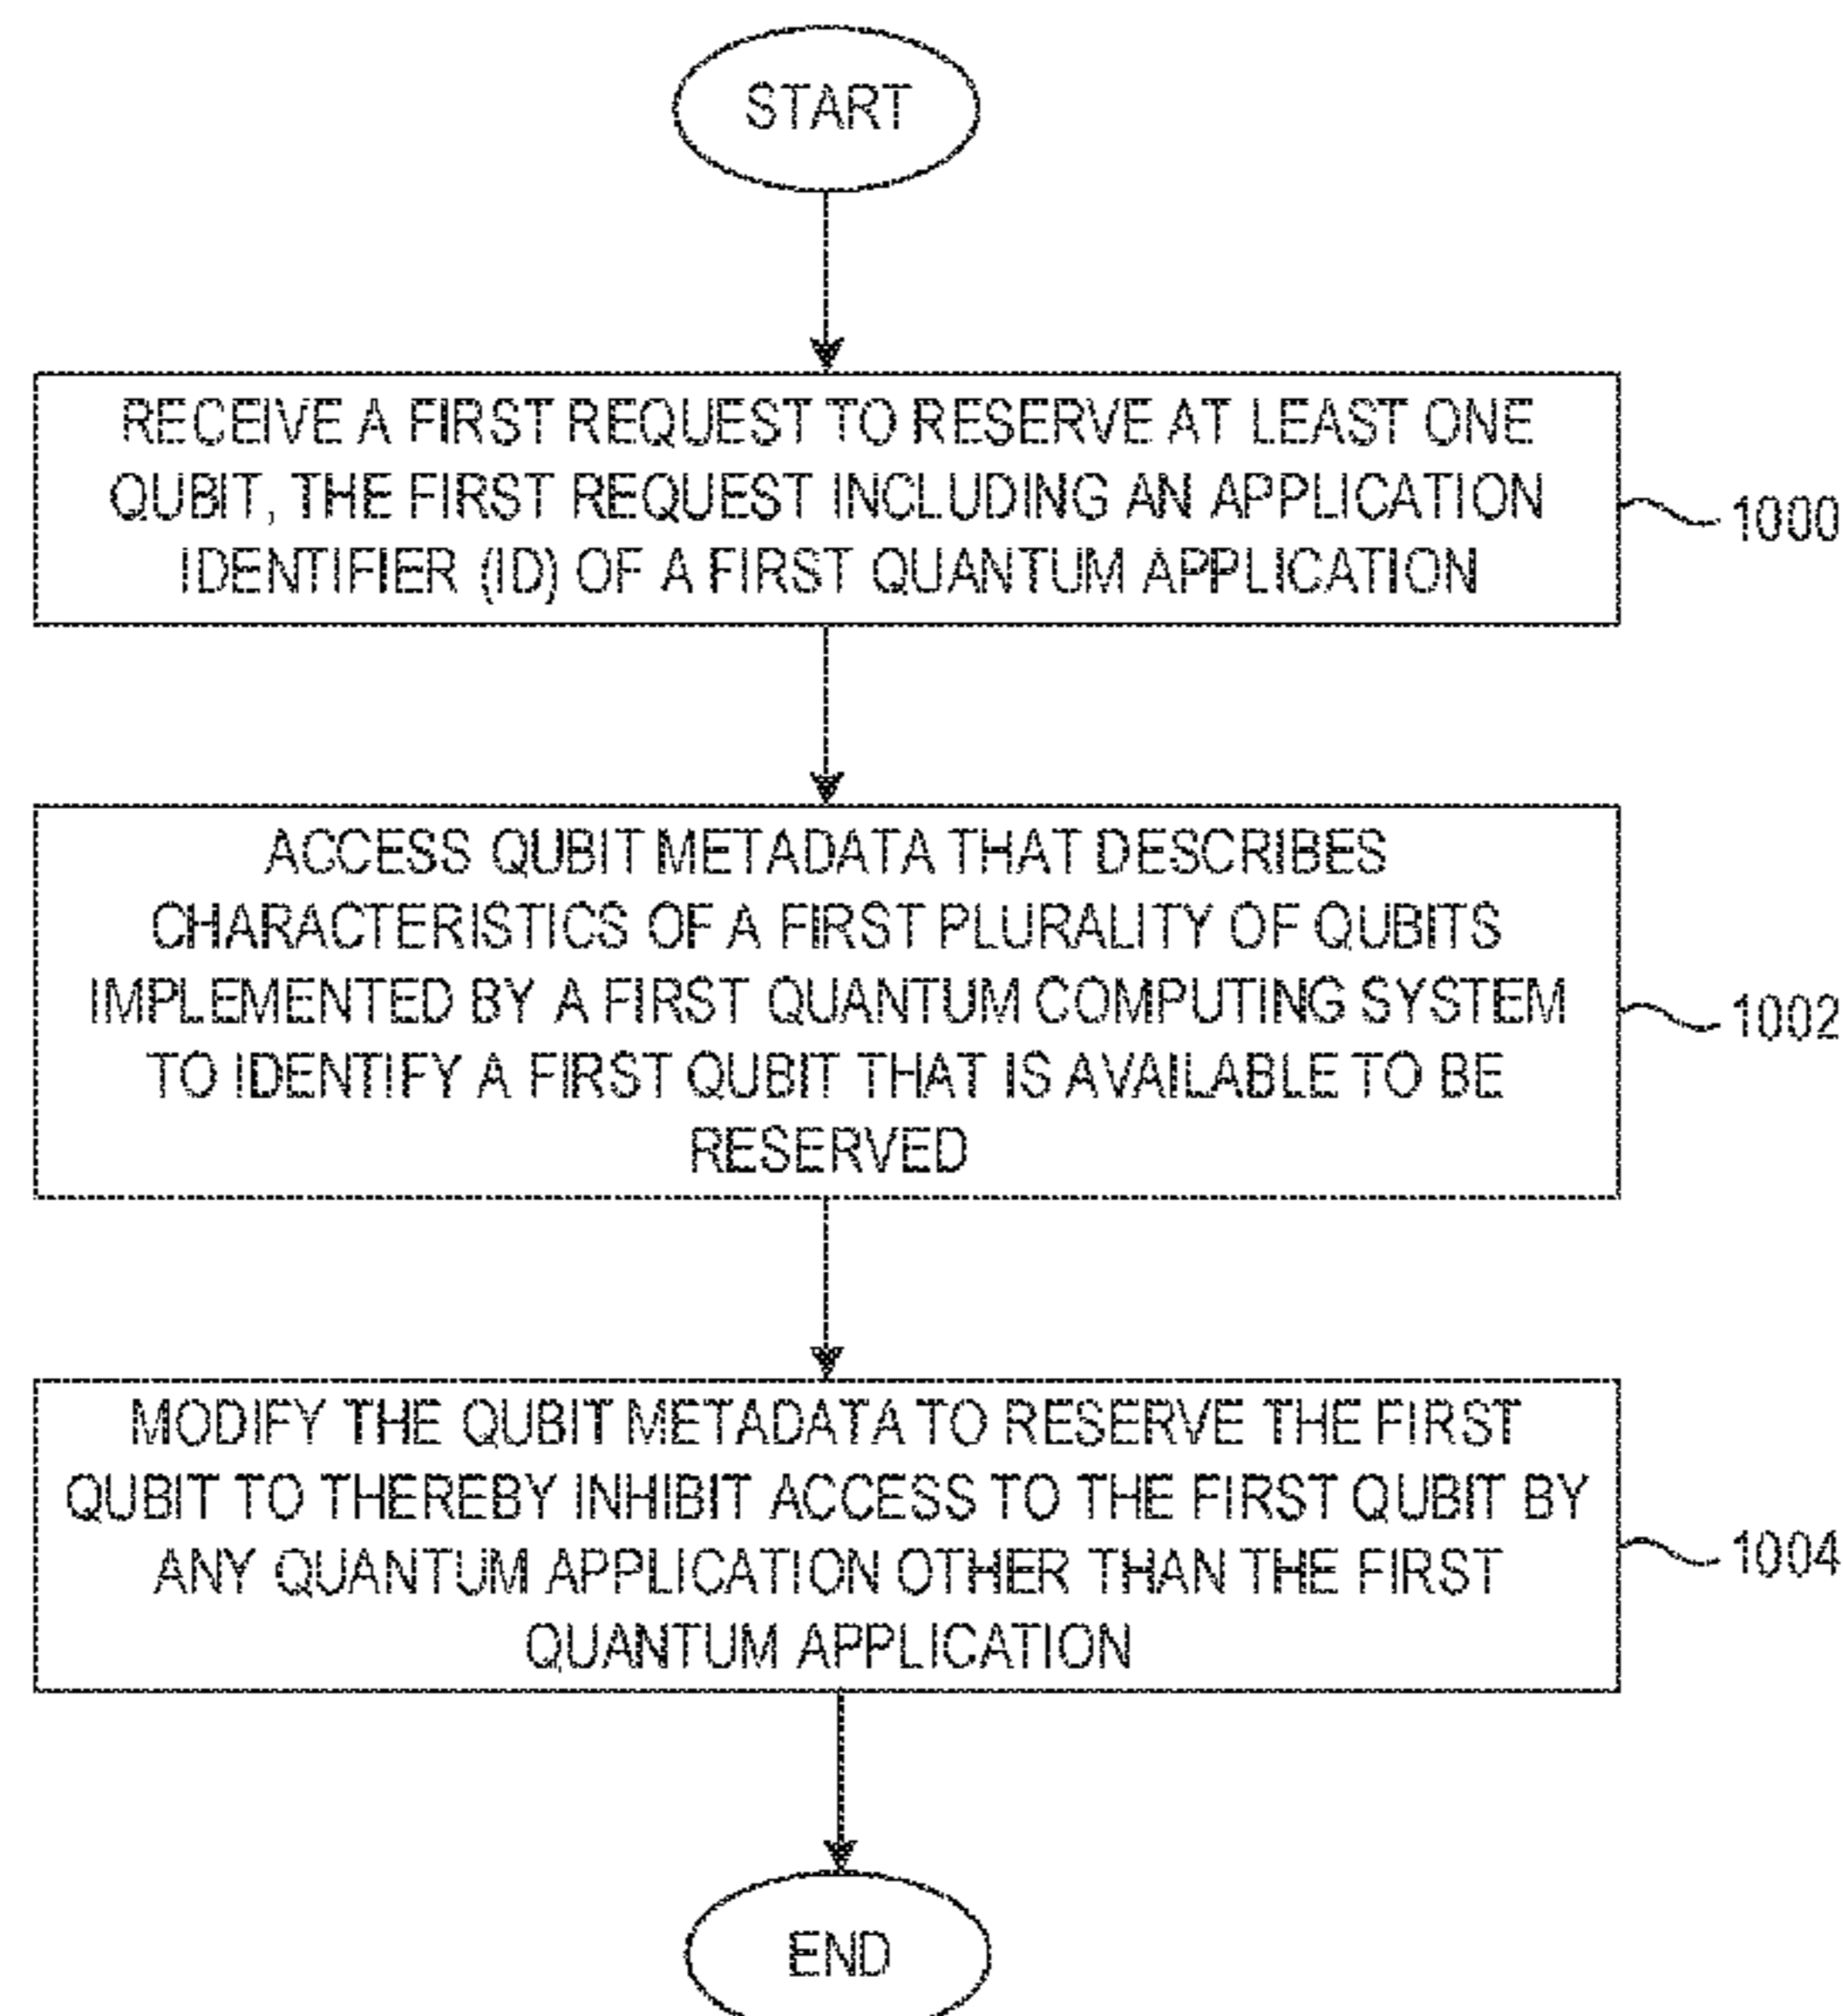 START
RECEIVE A FIRST REQUEST TO RESERVE AT LEAST ONE
QUBIT, THE FIRST REQUEST INCLUDING AN APPLICATION
IDENTIFIER (ID) OF A FIRST QUANTUM APPLICATION
1000
ACCESS QUBIT METADATA THAT DESCRIBES
CHARACTERISTICS OF A FIRST PLURALITY OF QUBITS
IMPLEMENTED BY A FIRST QUANTUM COMPUTING SYSTEM
TO IDENTIFY A FIRST QUBIT THAT IS AVAILABLE TO BE
RESERVED
1002
MODIFY THE QUBIT METADATA TO RESERVE THE FIRST
QUBIT TO THEREBY INHIBIT ACCESS TO THE FIRST QUBIT BY
ANY QUANTUM APPLICATION OTHER THAN THE FIRST
QUANTUM APPLICATION
1004
END